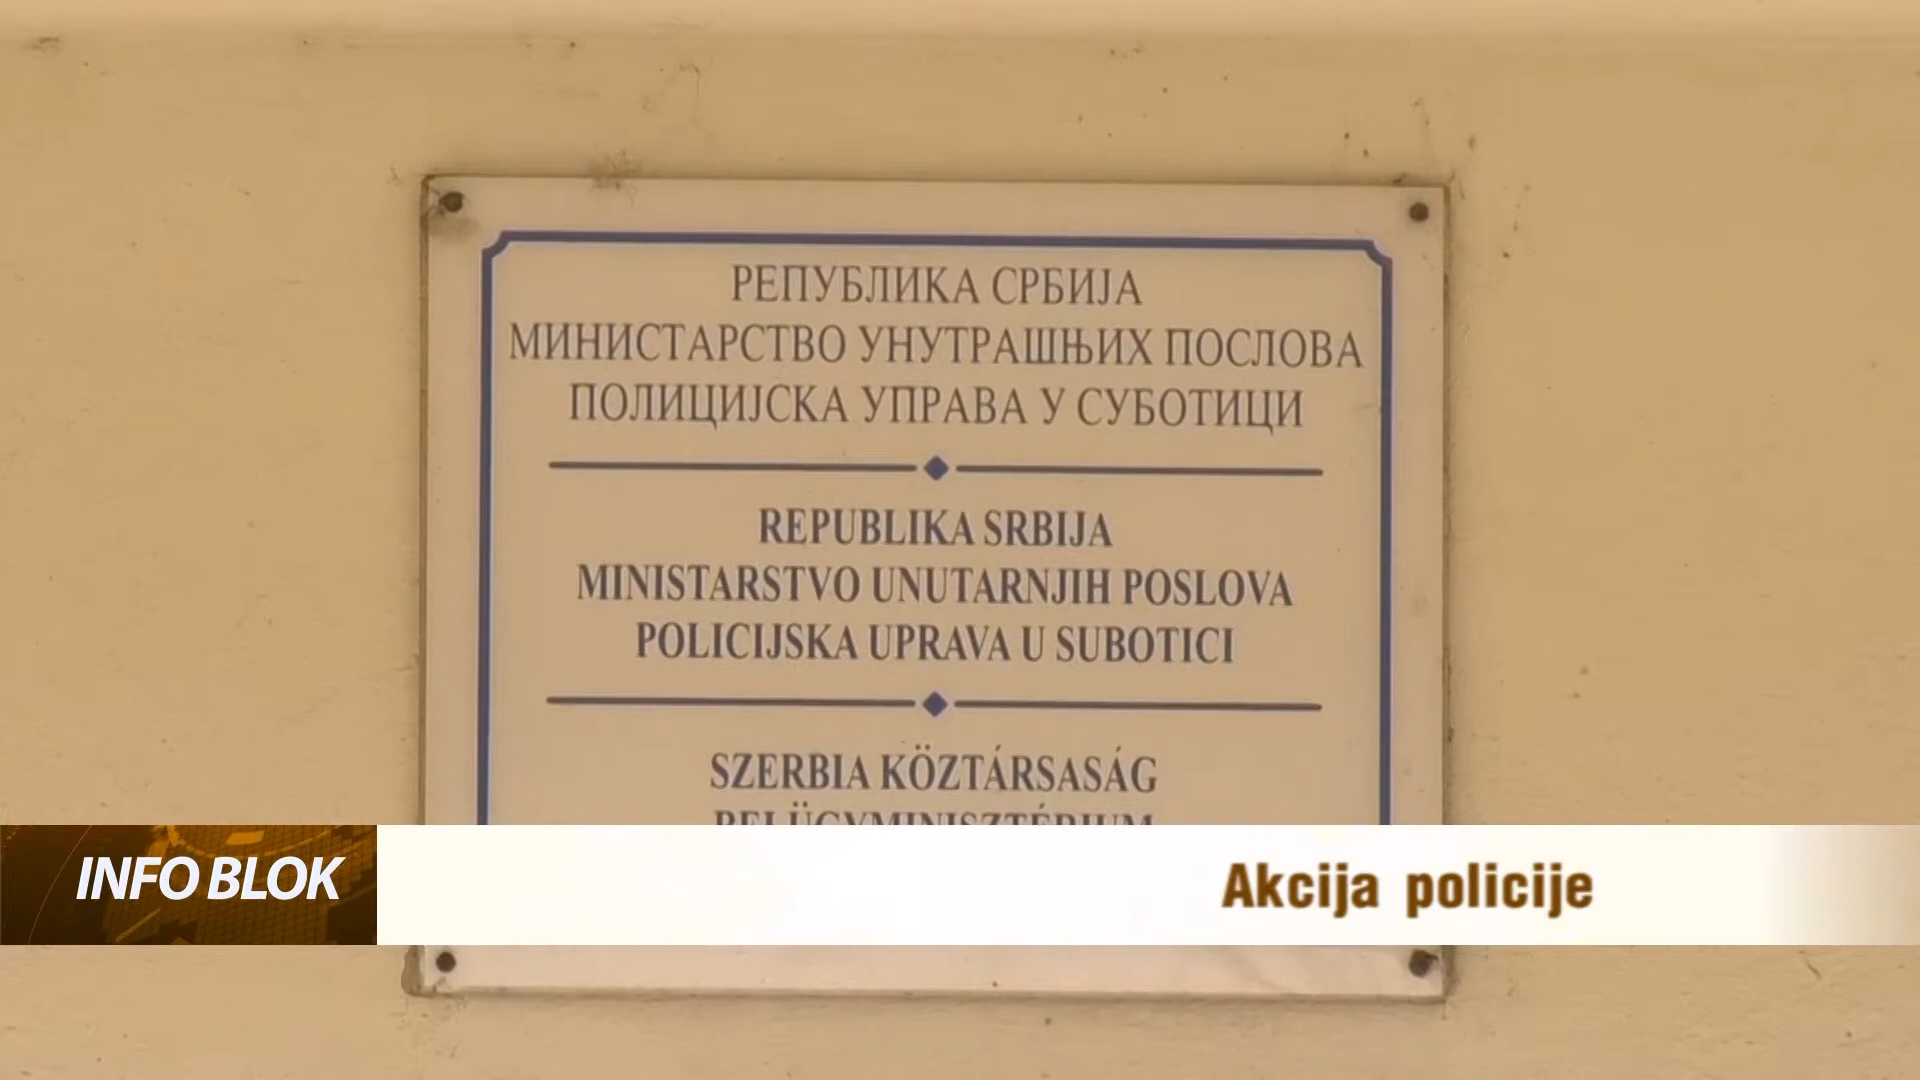 РЕПУБЛИКА СРБИЈА
МИНИСТАРСТВО УНУТРАШЊИХ ПОСЛОВА
ПОЛИЦИЈСКА УПРАВА У СУБОТИЦИ
REPUBLIKA SRBIJA
MINISTARSTVO UNUTARNJIH POSLOVA
POLICIJSKA UPRAVA U SUBOTICI
SZERBIA KÖZTÁRSASÁG
BELÜGYMINISZTÉRIUM
INFO BLOK
Akcija policije